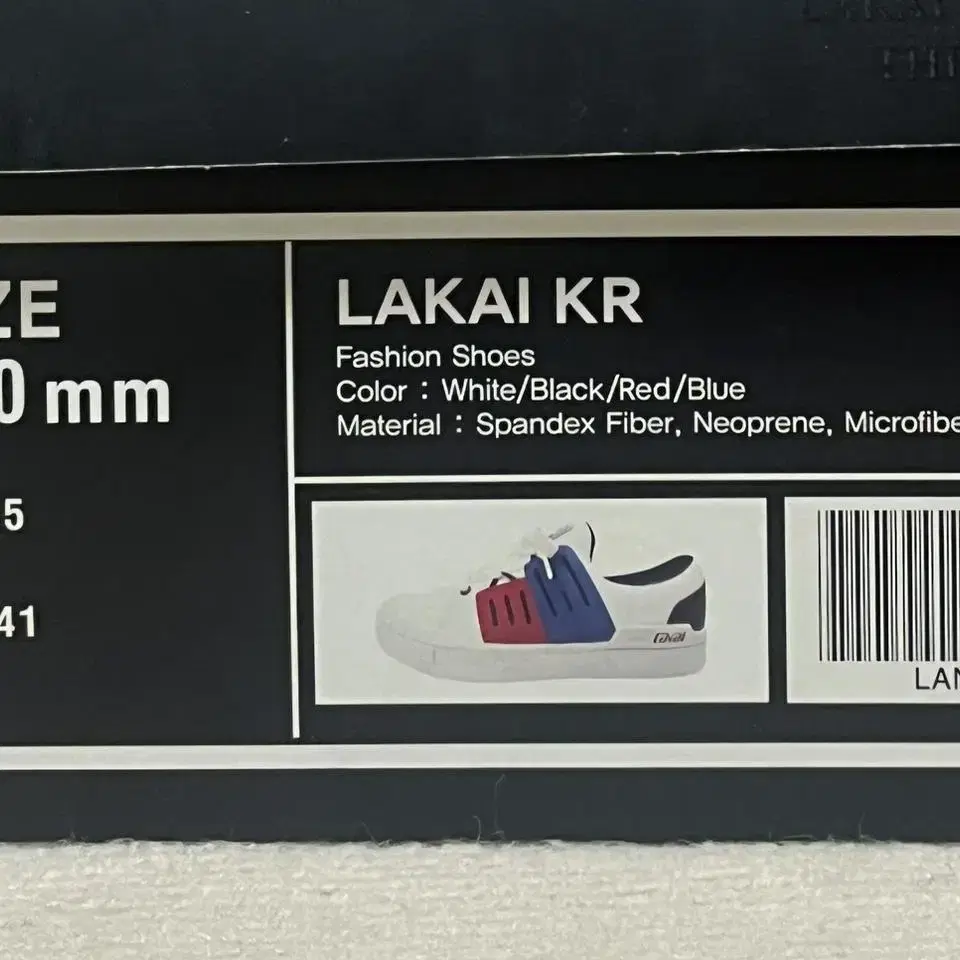 ZE
0 mm
5
41
LAKAI KR
Fashion Shoes
Color : White/Black/Red/Blue
Material : Spandex Fiber, Neoprene, Microfibe
Lakai
LAN